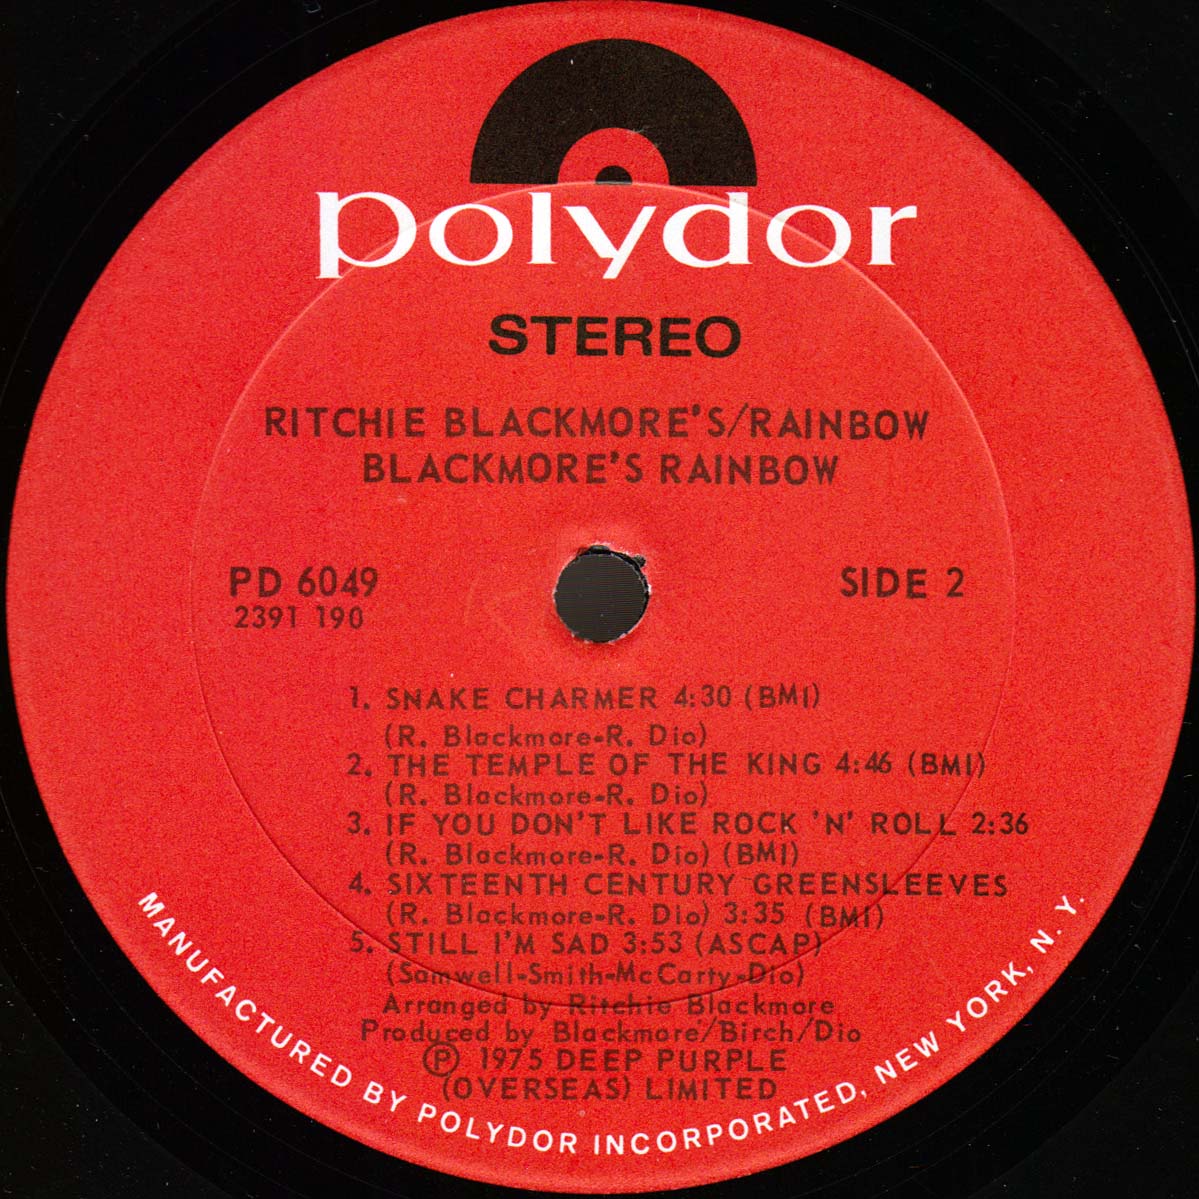 polydor
STEREO
RITCHIE BLACKMORE'S/RAINBOW
BLACKMORE'S RAINBOW
PD 6049
2391 190
SIDE 2
1. SNAKE CHARMER 4:30 (BMI)
(R. Blackmore-R. Dio)
2. THE TEMPLE OF THE KING 4:46 (BMI)
(R. Blackmore-R. Dio)
3. IF YOU DON'T LIKE ROCK 'N' ROLL 2:36
(R. Blackmore-R. Dio) (BMI)
4. SIXTEENTH CENTURY GREENSLEEVES
(R. Blackmore-R. Dio) 3:35 (BMI)
5. STILL I'M SAD 3:53 (ASCAP)
(Samwell-Smith-McCarty-Dio)
Arranged by Ritchie Blackmore
Produced by Blackmore/Birch/Dio
Ⓟ 1975 DEEP PURPLE
(OVERSEAS) LIMITED
MANUFACTURED BY POLYDOR INCORPORATED, NEW YORK, N. Y.